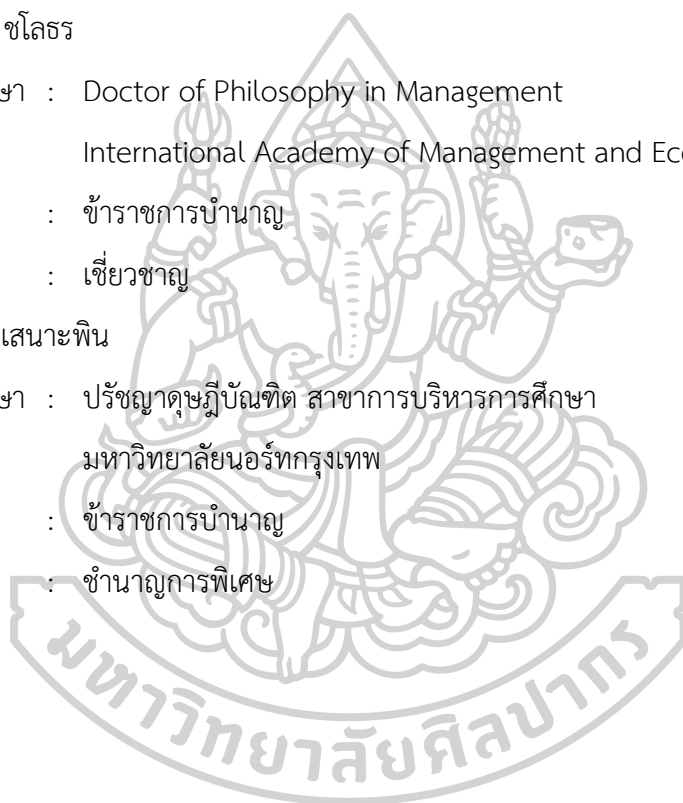 ชโลธร
ษา : Doctor of Philosophy in Management
International Academy of Management and Eco
: ข้าราชการบำนาญ
: เชี่ยวชาญ
เสนาะพิน
ษา : ปรัชญาดุษฎีบัณฑิต สาขาการบริหารการศึกษา
มหาวิทยาลัยนอร์ทกรุงเทพ
: ข้าราชการบำนาญ
: ชำนาญการพิเศษ
มหาวิทยาลัยศิลปากร